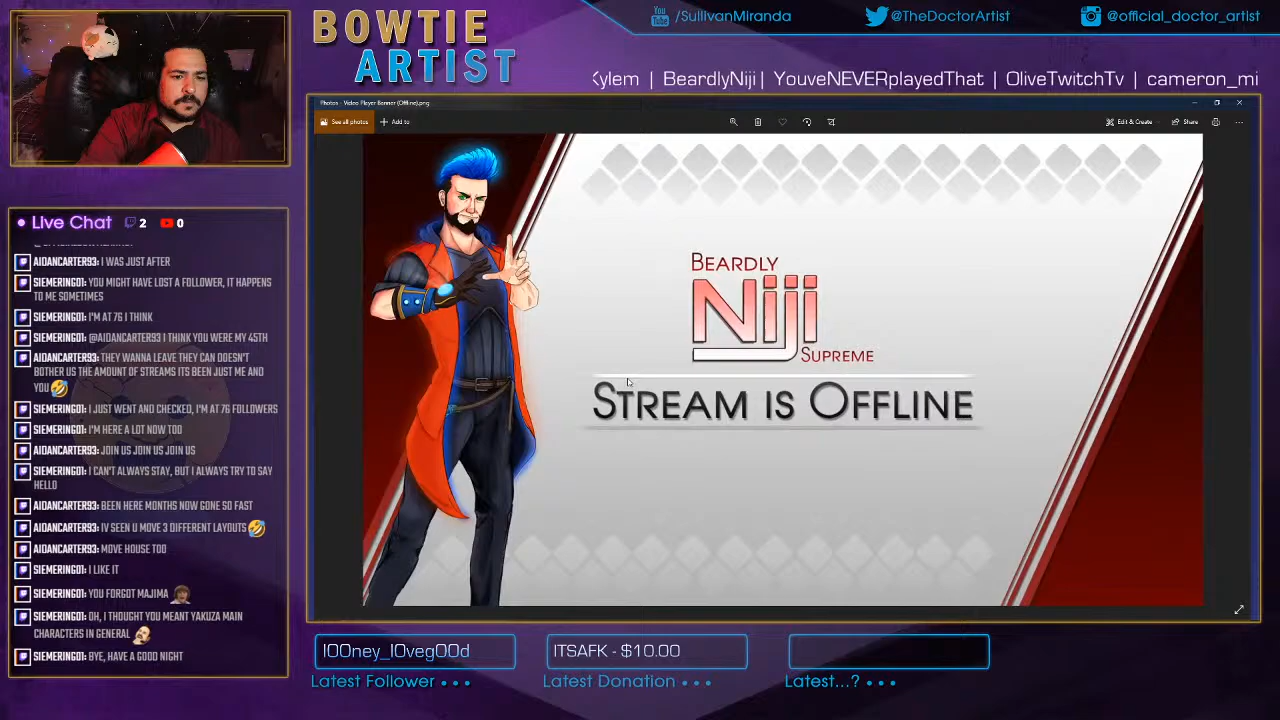 BOWTIE
ARTIST
/SullivanMiranda
@TheDoctorArtist
@official_doctor_artist
Kylem | BeardlyNiji | YouveNEVERplayedThat | OliveTwitchTv | cameron_mi
Photos - Video Player Banner (Offline).png
See all photos
Add to
Edit & Create
Share
BEARDLY
Niji
SUPREME
STREAM IS OFFLINE
Live Chat 2 0
AIDANCARTER93: I WAS JUST AFTER
SIEMERING01: YOU MIGHT HAVE LOST A FOLLOWER, IT HAPPENS
TO ME SOMETIMES
SIEMERING01: I'M AT 76 I THINK
SIEMERING01: @AIDANCARTER93 I THINK YOU WERE MY 45TH
AIDANCARTER93: THEY WANNA LEAVE THEY CAN DOESN'T
BOTHER US THE AMOUNT OF STREAMS ITS BEEN JUST ME AND
YOU
SIEMERING01: I JUST WENT AND CHECKED, I'M AT 76 FOLLOWERS
SIEMERING01: I'M HERE A LOT NOW TOO
AIDANCARTER93: JOIN US JOIN US JOIN US
SIEMERING01: I CAN'T ALWAYS STAY, BUT I ALWAYS TRY TO SAY
HELLO
AIDANCARTER93: BEEN HERE MONTHS NOW GONE SO FAST
AIDANCARTER93: IV SEEN U MOVE 3 DIFFERENT LAYOUTS
AIDANCARTER93: MOVE HOUSE TOO
SIEMERING01: I LIKE IT
SIEMERING01: YOU FORGOT MAJIMA
SIEMERING01: OH, I THOUGHT YOU MEANT YAKUZA MAIN
CHARACTERS IN GENERAL
SIEMERING01: BYE, HAVE A GOOD NIGHT
l00ney_l0veg00d
Latest Follower
ITSAFK - $10.00
Latest Donation
Latest...?